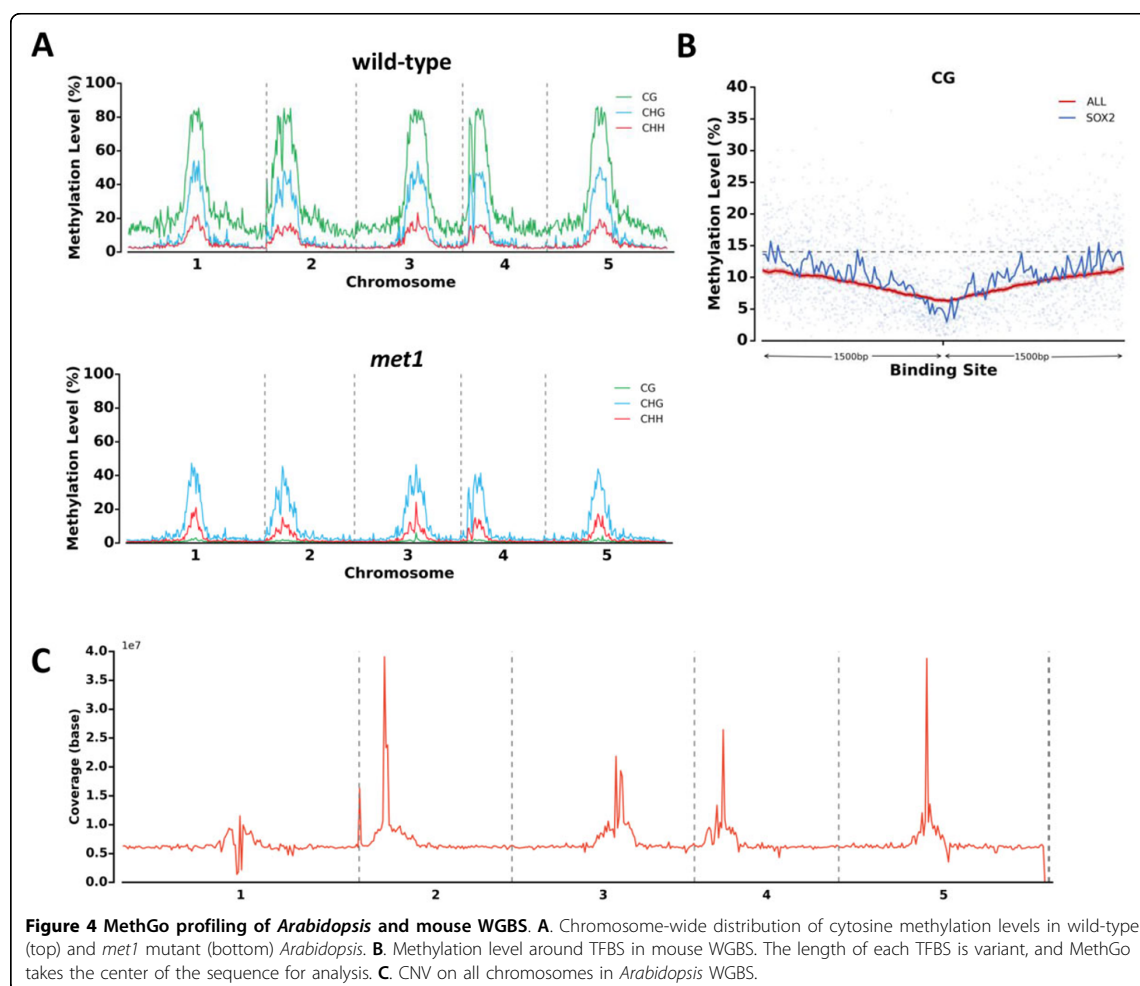 A
wild-type
Methylation Level (%)
100
80
60
40
20
0
CG
CHG
CHH
1 2 3 4 5
Chromosome
met1
Methylation Level (%)
100
80
60
40
20
0
CG
CHG
CHH
1 2 3 4 5
Chromosome
B
CG
Methylation Level (%)
40
35
30
25
20
15
10
5
0
ALL
SOX2
1500bp 1500bp
Binding Site
C
1e7
Coverage (base)
4.0
3.5
3.0
2.5
2.0
1.5
1.0
0.5
0.0
1 2 3 4 5
Figure 4 MethGo profiling of Arabidopsis and mouse WGBS. A. Chromosome-wide distribution of cytosine methylation levels in wild-type
(top) and met1 mutant (bottom) Arabidopsis. B. Methylation level around TFBS in mouse WGBS. The length of each TFBS is variant, and MethGo
takes the center of the sequence for analysis. C. CNV on all chromosomes in Arabidopsis WGBS.